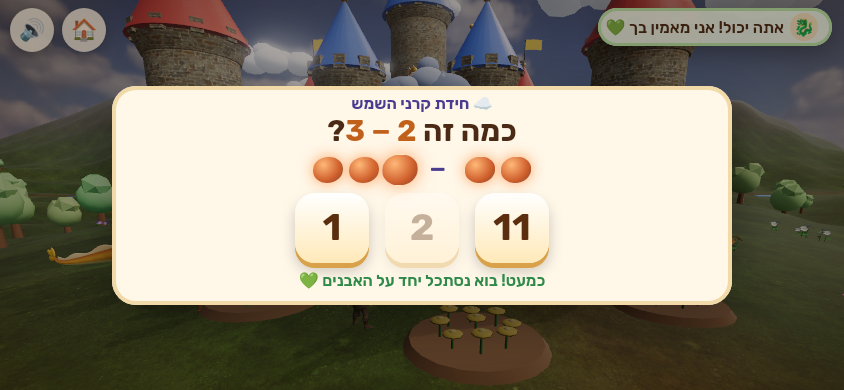 אתה יכול! אני מאמין בך 💚
☁️ חידת קרני השמש
כמה זה 2 – 3?
–
1 2 11
כמעט! בוא נסתכל יחד על האבנים 💚